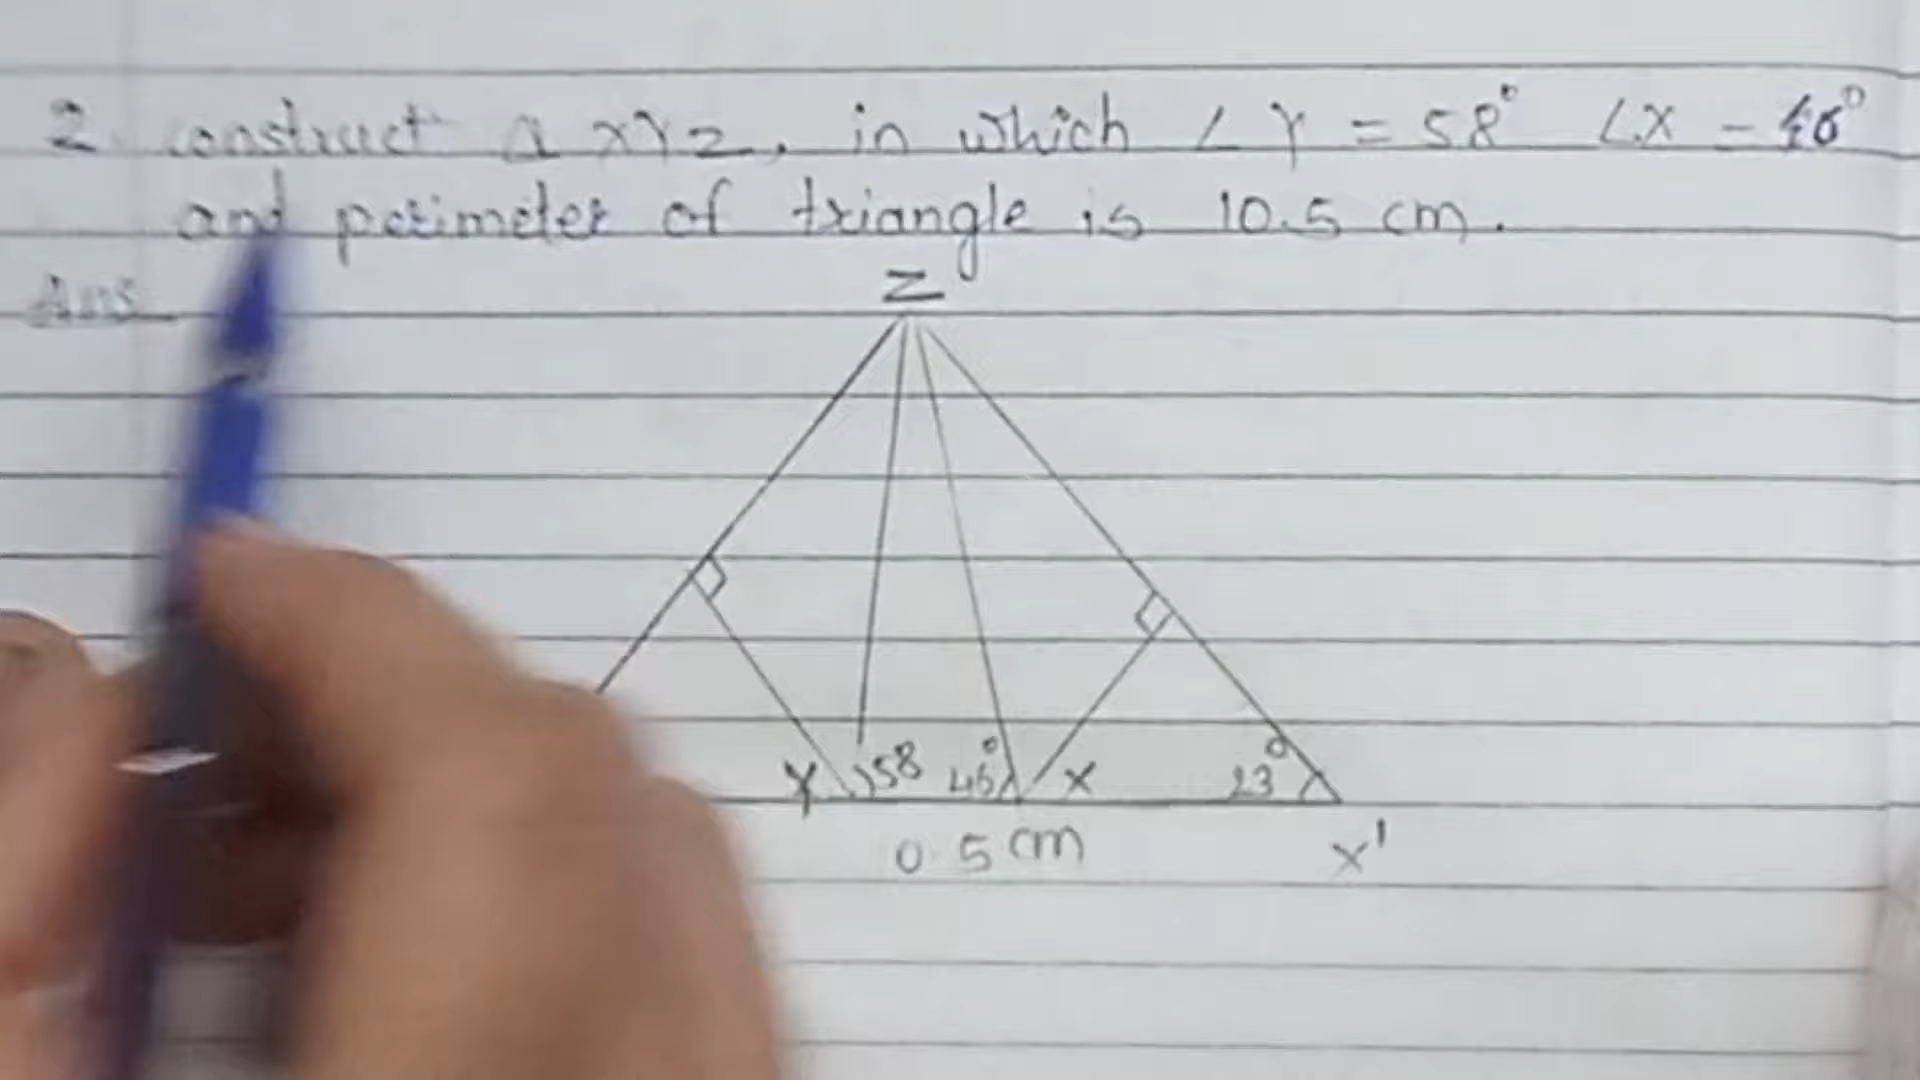 2. construct a XYZ, in which ∠Y = 58° ∠X = 46°
and perimeter of triangle is 10.5 cm.
Ans
Z
Y 58 46° X 23°
0.5 cm X'